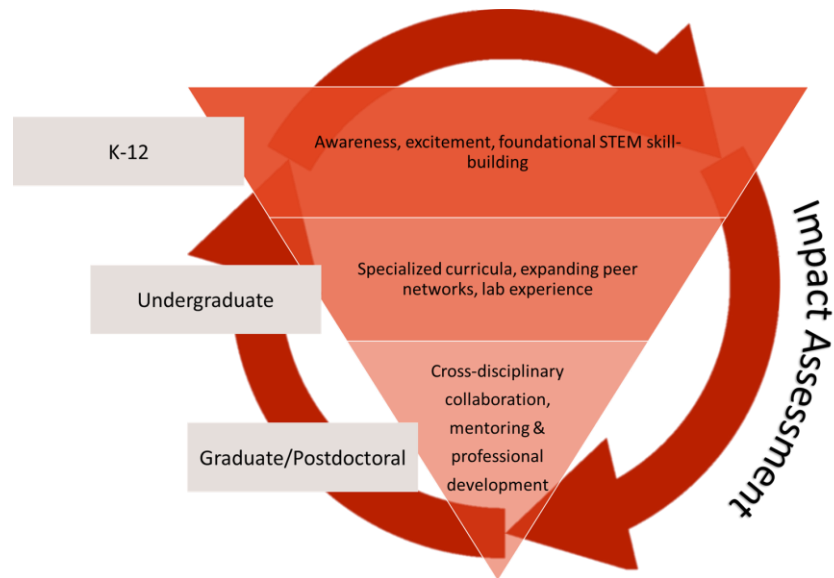 K-12
Awareness, excitement, foundational STEM skill-
building
Undergraduate
Specialized curricula, expanding peer
networks, lab experience
Graduate/Postdoctoral
Cross-disciplinary
collaboration,
mentoring &
professional
development
Impact Assessment